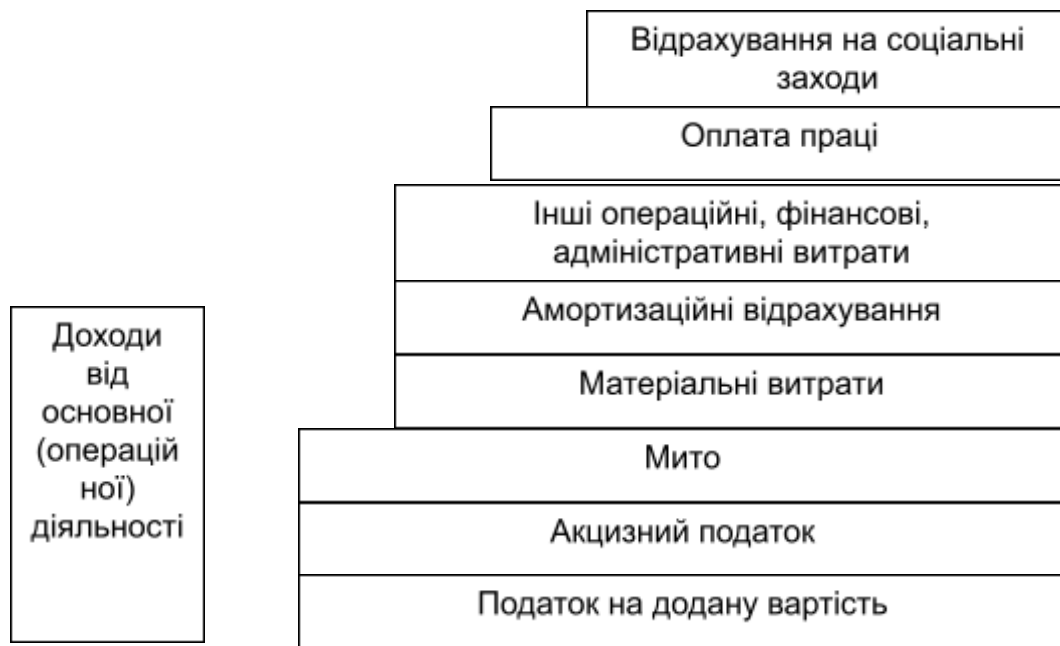 Відрахування на соціальні
заходи
Оплата праці
Інші операційні, фінансові,
адміністративні витрати
Амортизаційні відрахування
Матеріальні витрати
Мито
Акцизний податок
Податок на додану вартість
Доходи
від
основної
(операцій
ної)
діяльності